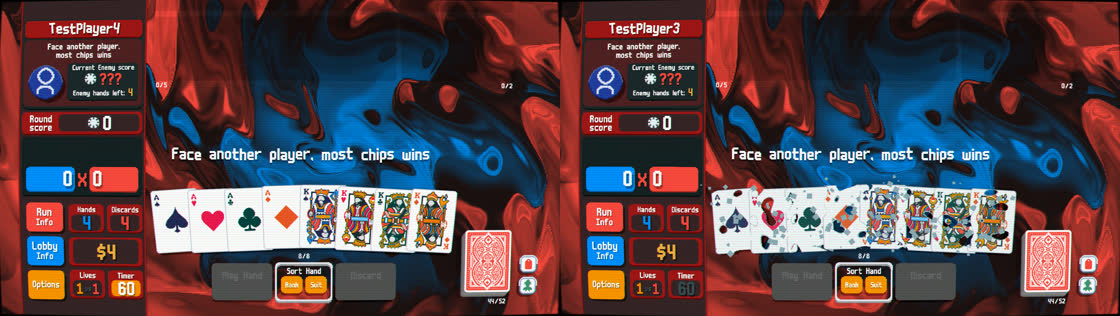 TestPlayer4
Face another player,
most chips wins
Current Enemy score
???
Enemy hands left: 4
Round
score
0
0 X 0
Run
Info
Hands
4
Discards
4
Lobby
Info
$4
Options
Lives
1 1
Timer
60
0/5
0/2
Face another player, most chips wins
A
A
A
A
K
K
K
K
8/8
Play Hand
Sort Hand
Rank
Suit
Discard
44/52
TestPlayer3
Face another player,
most chips wins
Current Enemy score
???
Enemy hands left: 4
Round
score
0
0 X 0
Run
Info
Hands
4
Discards
4
Lobby
Info
$4
Options
Lives
1 1
Timer
60
0/5
0/2
Face another player, most chips wins
A
A
A
K
K
8/8
Sort Hand
Rank
Suit
44/52